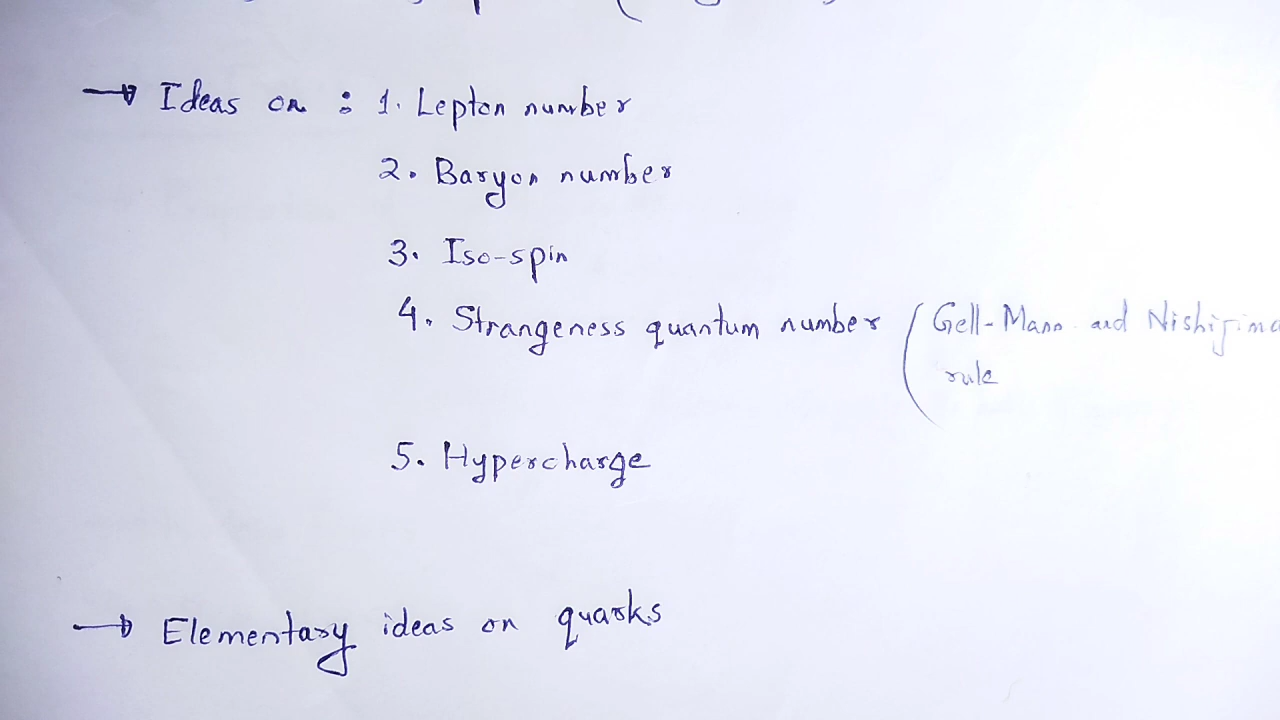 → Ideas on : 1. Lepton number
2. Baryon number
3. Iso-spin
4. Strangeness quantum number ( Gell-Mann and Nishijima
rule
5. Hypercharge
→ Elementary ideas on quarks